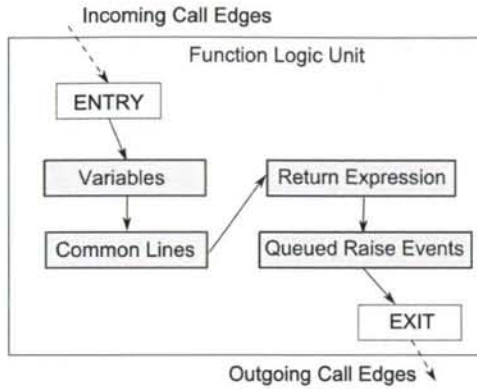 Incoming Call Edges
Function Logic Unit
ENTRY
Variables
Common Lines
Return Expression
Queued Raise Events
EXIT
Outgoing Call Edges